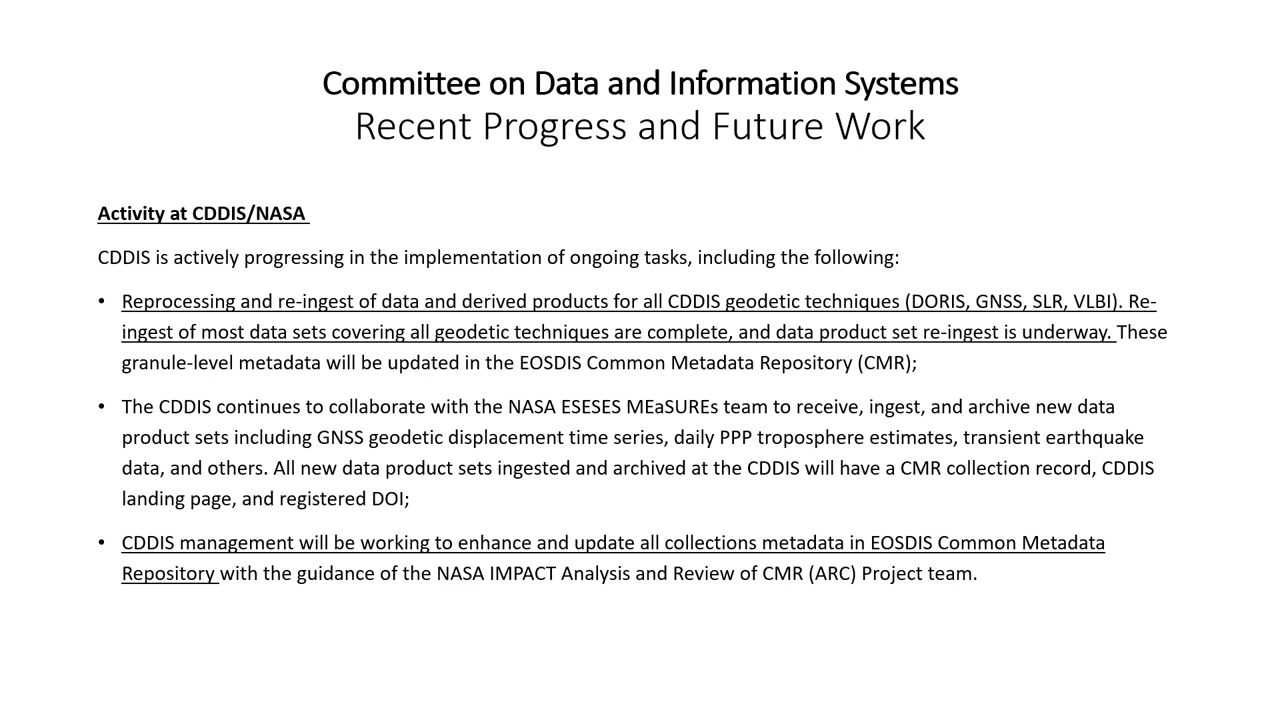 Committee on Data and Information Systems
Recent Progress and Future Work
Activity at CDDIS/NASA
CDDIS is actively progressing in the implementation of ongoing tasks, including the following:
• Reprocessing and re-ingest of data and derived products for all CDDIS geodetic techniques (DORIS, GNSS, SLR, VLBI). Re-
ingest of most data sets covering all geodetic techniques are complete, and data product set re-ingest is underway. These
granule-level metadata will be updated in the EOSDIS Common Metadata Repository (CMR);
• The CDDIS continues to collaborate with the NASA ESESES MEaSUREs team to receive, ingest, and archive new data
product sets including GNSS geodetic displacement time series, daily PPP troposphere estimates, transient earthquake
data, and others. All new data product sets ingested and archived at the CDDIS will have a CMR collection record, CDDIS
landing page, and registered DOI;
• CDDIS management will be working to enhance and update all collections metadata in EOSDIS Common Metadata
Repository with the guidance of the NASA IMPACT Analysis and Review of CMR (ARC) Project team.